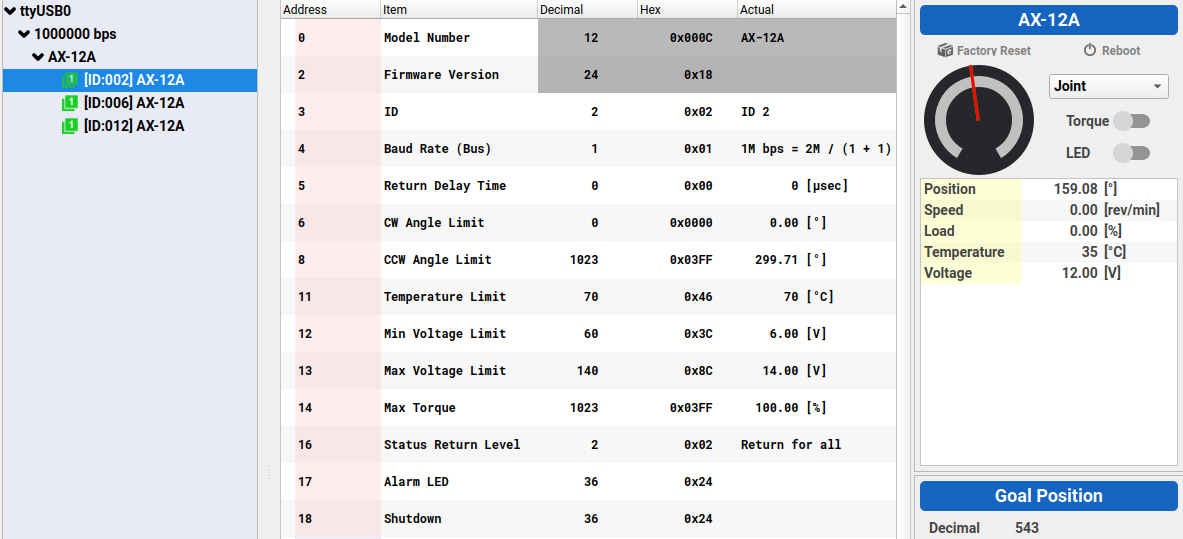 ttyUSB0
1000000 bps
AX-12A
1 [ID:002] AX-12A
1 [ID:006] AX-12A
1 [ID:012] AX-12A
Address Item Decimal Hex Actual
0 Model Number 12 0x000C AX-12A
2 Firmware Version 24 0x18
3 ID 2 0x02 ID 2
4 Baud Rate (Bus) 1 0x01 1M bps = 2M / (1 + 1)
5 Return Delay Time 0 0x00 0 [µsec]
6 CW Angle Limit 0 0x0000 0.00 [°]
8 CCW Angle Limit 1023 0x03FF 299.71 [°]
11 Temperature Limit 70 0x46 70 [°C]
12 Min Voltage Limit 60 0x3C 6.00 [V]
13 Max Voltage Limit 140 0x8C 14.00 [V]
14 Max Torque 1023 0x03FF 100.00 [%]
16 Status Return Level 2 0x02 Return for all
17 Alarm LED 36 0x24
18 Shutdown 36 0x24
AX-12A
Factory Reset Reboot
Joint
Torque
LED
Position 159.08 [°]
Speed 0.00 [rev/min]
Load 0.00 [%]
Temperature 35 [°C]
Voltage 12.00 [V]
Goal Position
Decimal 543